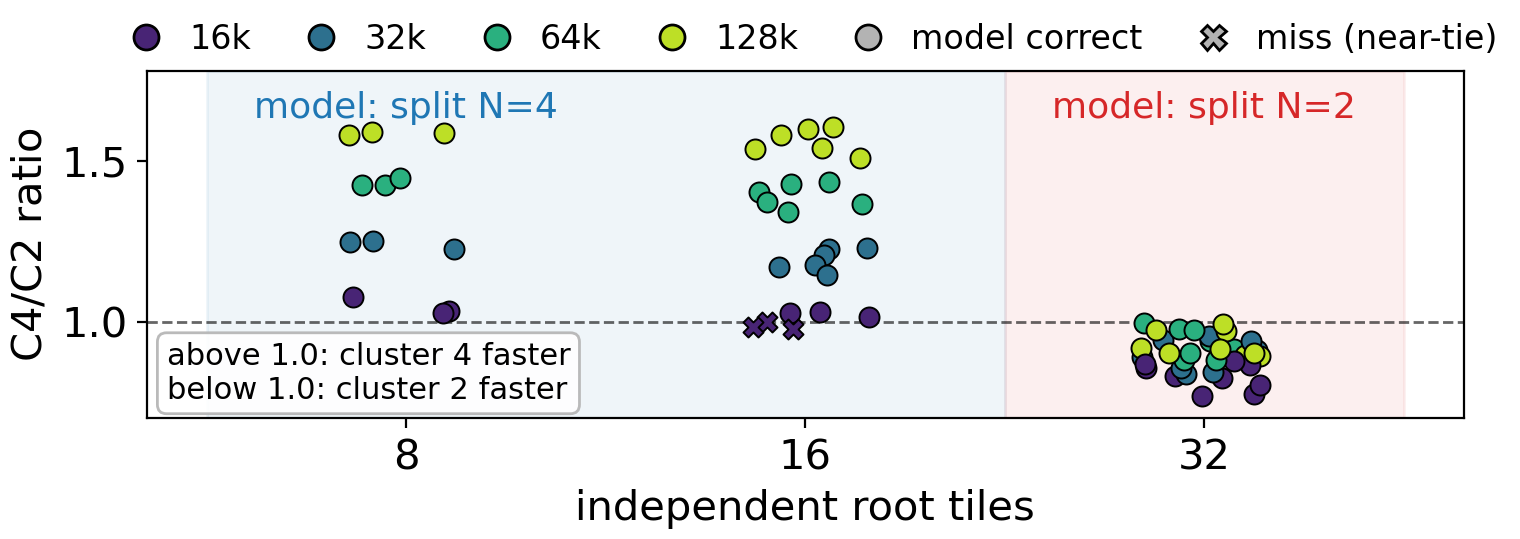 16k 32k 64k 128k model correct miss (near-tie)
model: split N=4 model: split N=2
C4/C2 ratio
1.5
1.0
above 1.0: cluster 4 faster
below 1.0: cluster 2 faster
8 16 32
independent root tiles